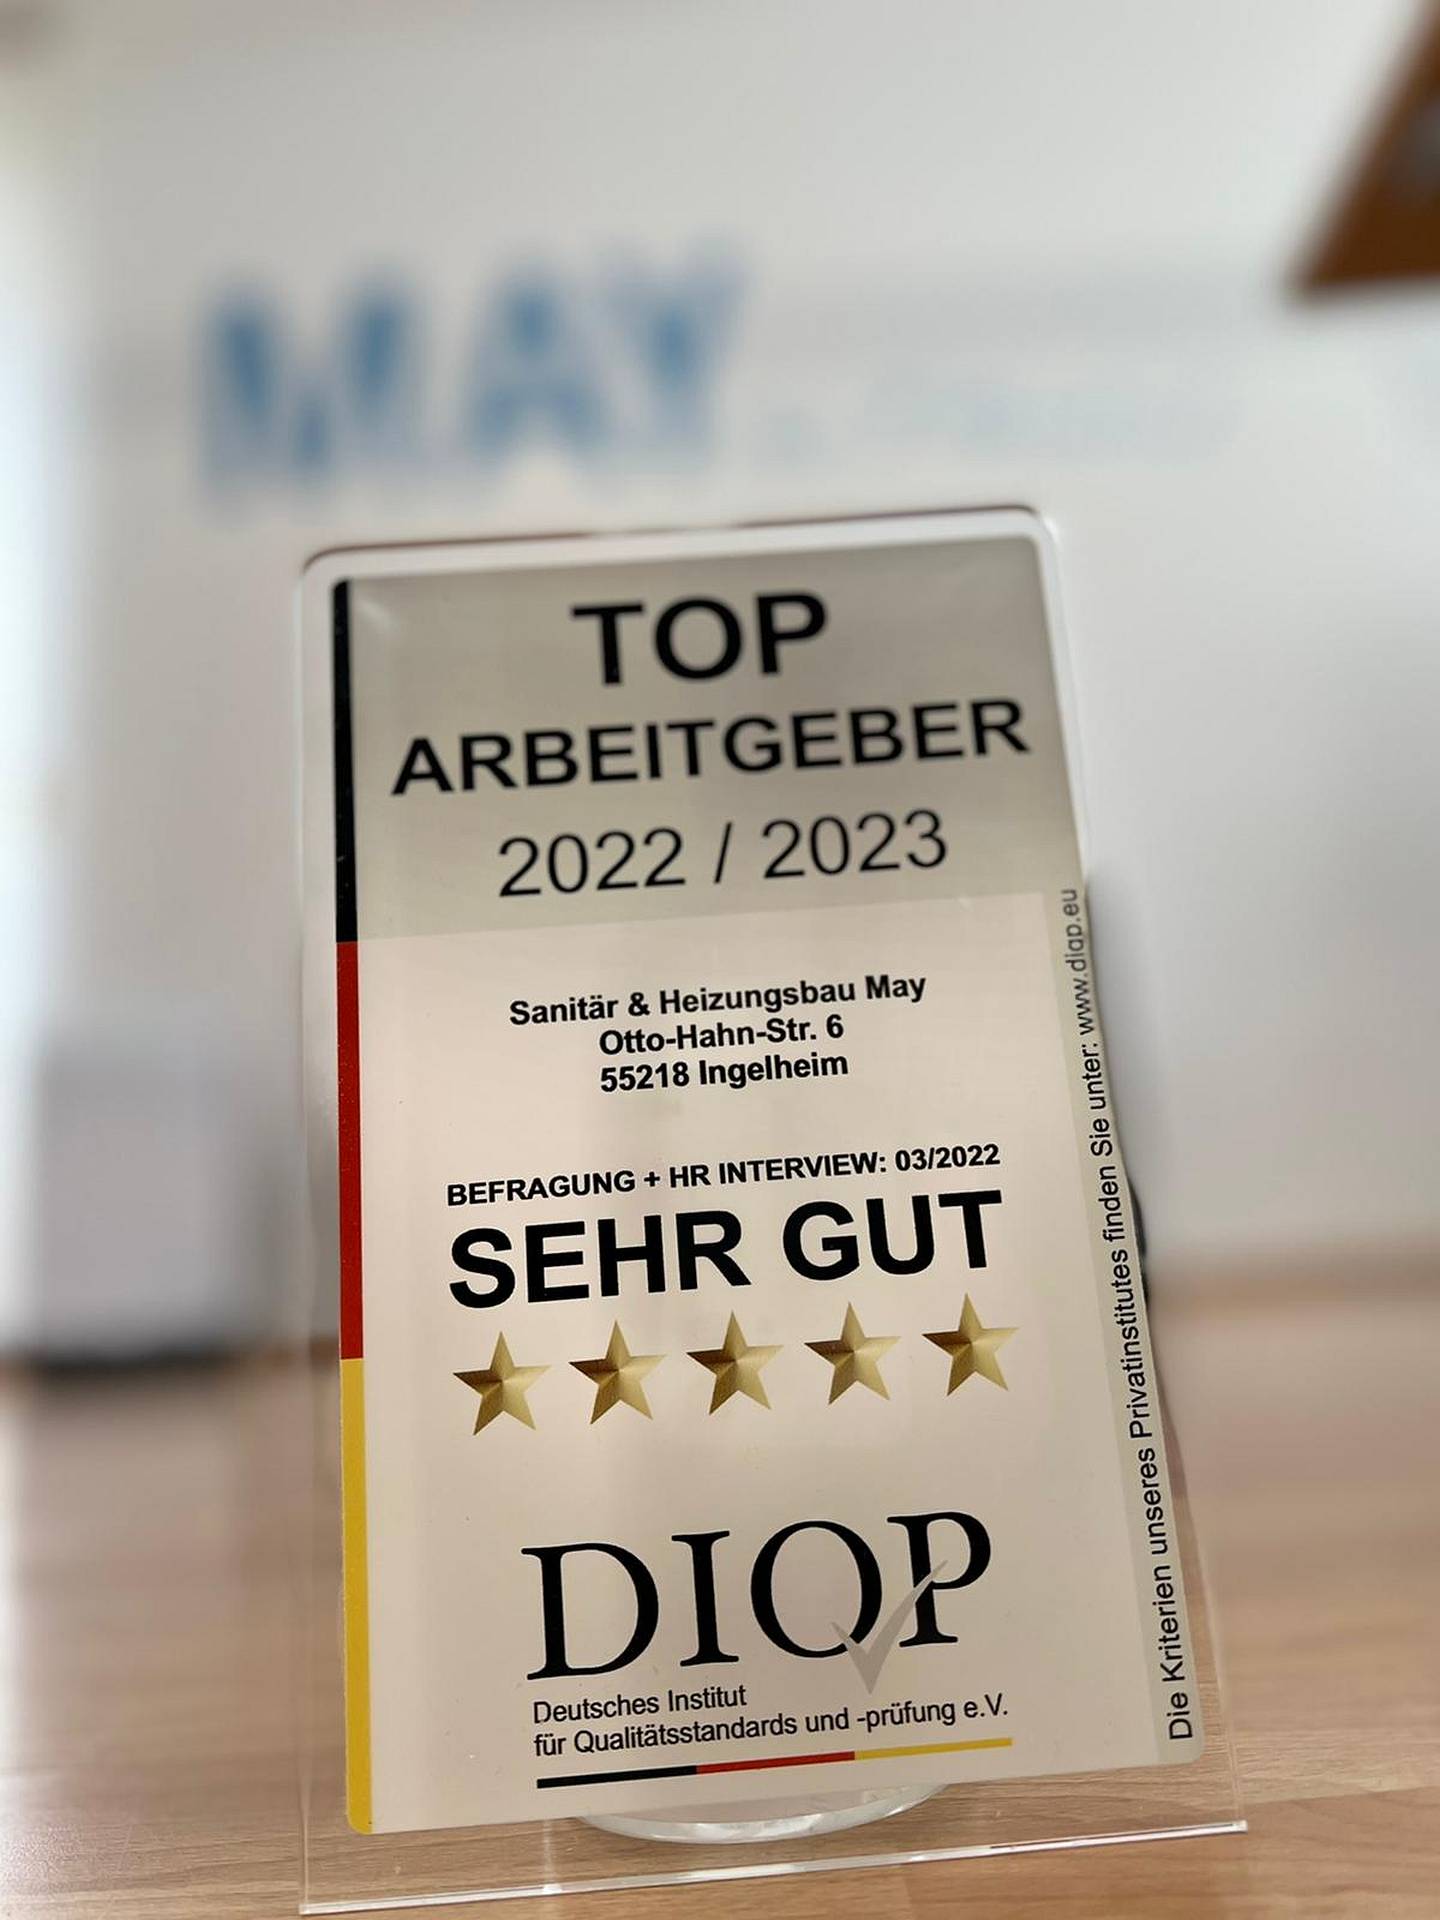 MAY
TOP
ARBEITGEBER
2022 / 2023
Sanitär & Heizungsbau May
Otto-Hahn-Str. 6
55218 Ingelheim
BEFRAGUNG + HR INTERVIEW: 03/2022
SEHR GUT
DIQP
Deutsches Institut
für Qualitätsstandards und -prüfung e.V.
Die Kriterien unseres Privatinstitutes finden Sie unter: www.diqp.eu